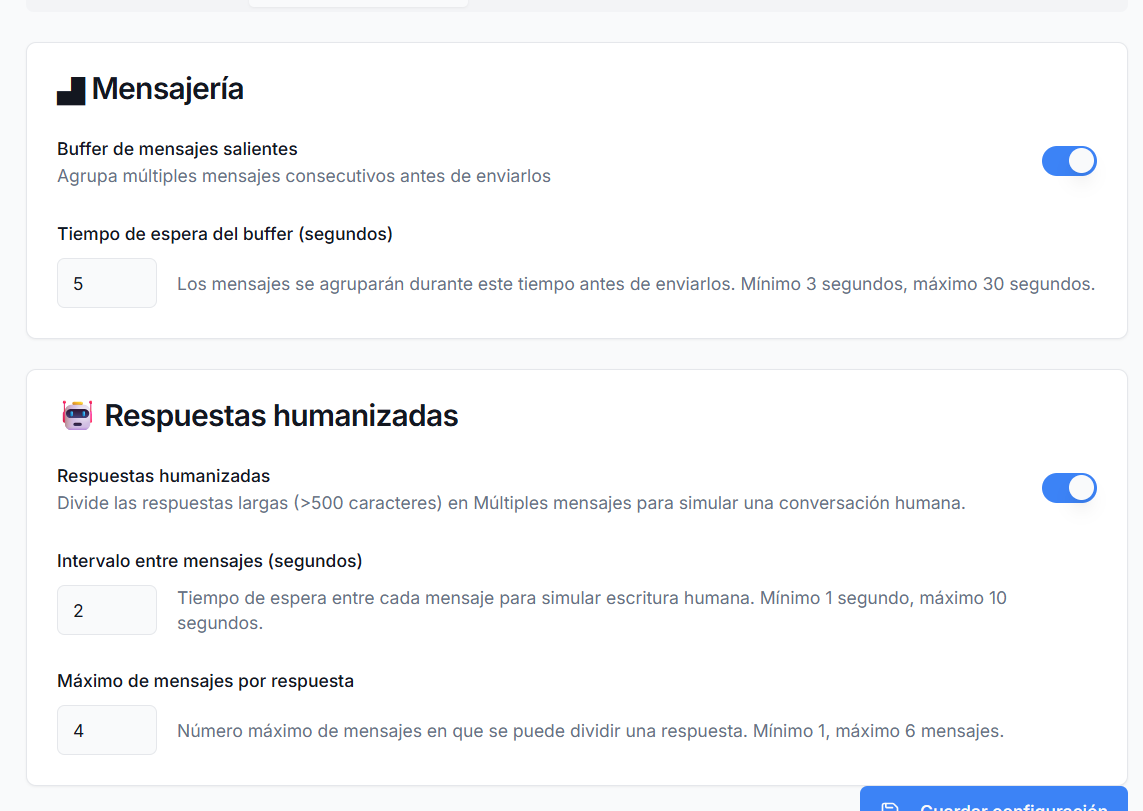 Mensajería
Buffer de mensajes salientes
Agrupa múltiples mensajes consecutivos antes de enviarlos
Tiempo de espera del buffer (segundos)
5
Los mensajes se agruparán durante este tiempo antes de enviarlos. Mínimo 3 segundos, máximo 30 segundos.
Respuestas humanizadas
Respuestas humanizadas
Divide las respuestas largas (>500 caracteres) en Múltiples mensajes para simular una conversación humana.
Intervalo entre mensajes (segundos)
2
Tiempo de espera entre cada mensaje para simular escritura humana. Mínimo 1 segundo, máximo 10
segundos.
Máximo de mensajes por respuesta
4
Número máximo de mensajes en que se puede dividir una respuesta. Mínimo 1, máximo 6 mensajes.
Guardar configuración